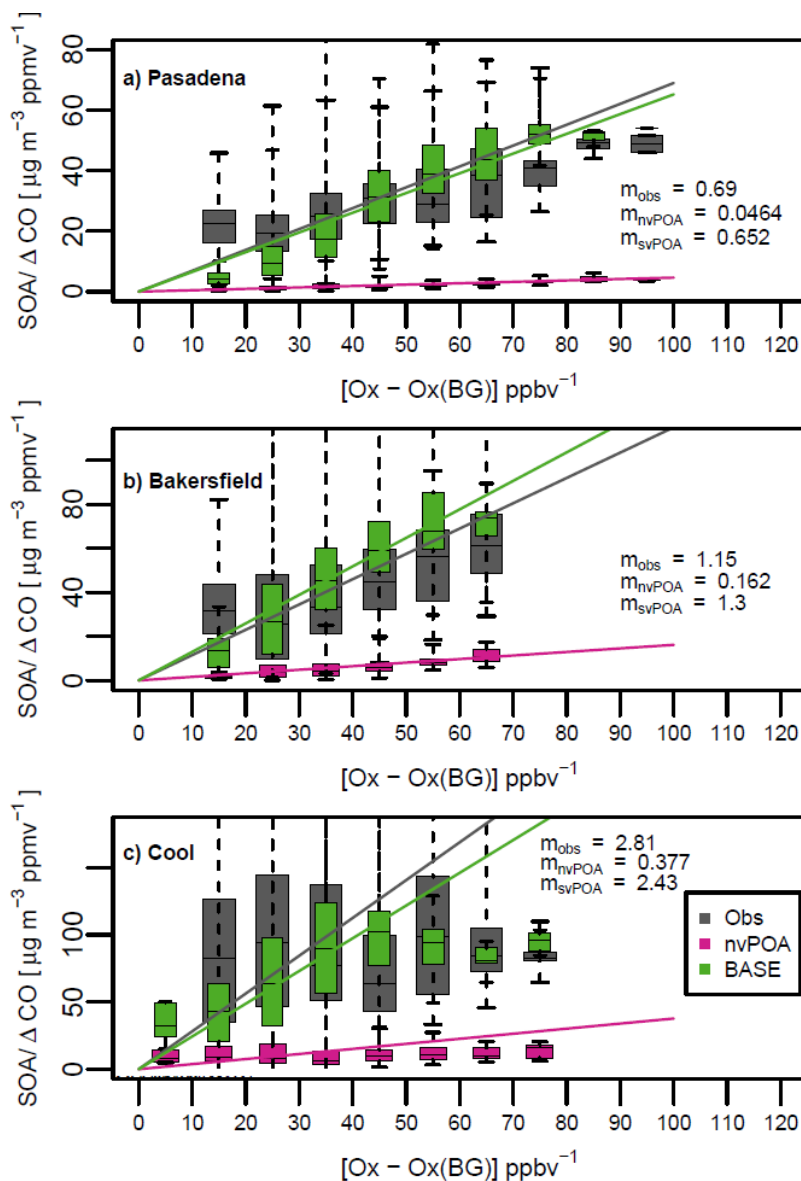 a) Pasadena
80
60
40
20
0
SOA/ Δ CO [ μg m⁻³ ppmv⁻¹ ]
m_obs = 0.69
m_nvPOA = 0.0464
m_svPOA = 0.652
0 10 20 30 40 50 60 70 80 90 100 110 120
[Ox − Ox(BG)] ppbv⁻¹
b) Bakersfield
80
40
0
SOA/ Δ CO [ μg m⁻³ ppmv⁻¹ ]
m_obs = 1.15
m_nvPOA = 0.162
m_svPOA = 1.3
0 10 20 30 40 50 60 70 80 90 100 110 120
[Ox − Ox(BG)] ppbv⁻¹
c) Cool
100
50
0
SOA/ Δ CO [ μg m⁻³ ppmv⁻¹ ]
m_obs = 2.81
m_nvPOA = 0.377
m_svPOA = 2.43
Obs
nvPOA
BASE
0 10 20 30 40 50 60 70 80 90 100 110 120
[Ox − Ox(BG)] ppbv⁻¹